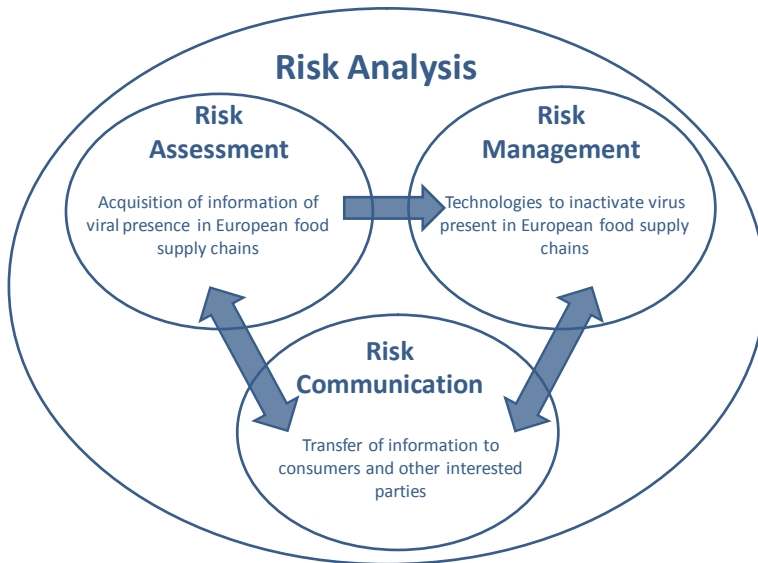 Risk Analysis
Risk
Assessment
Acquisition of information of
viral presence in European food
supply chains
Risk
Management
Technologies to inactivate virus
present in European food supply
chains
Risk
Communication
Transfer of information to
consumers and other interested
parties